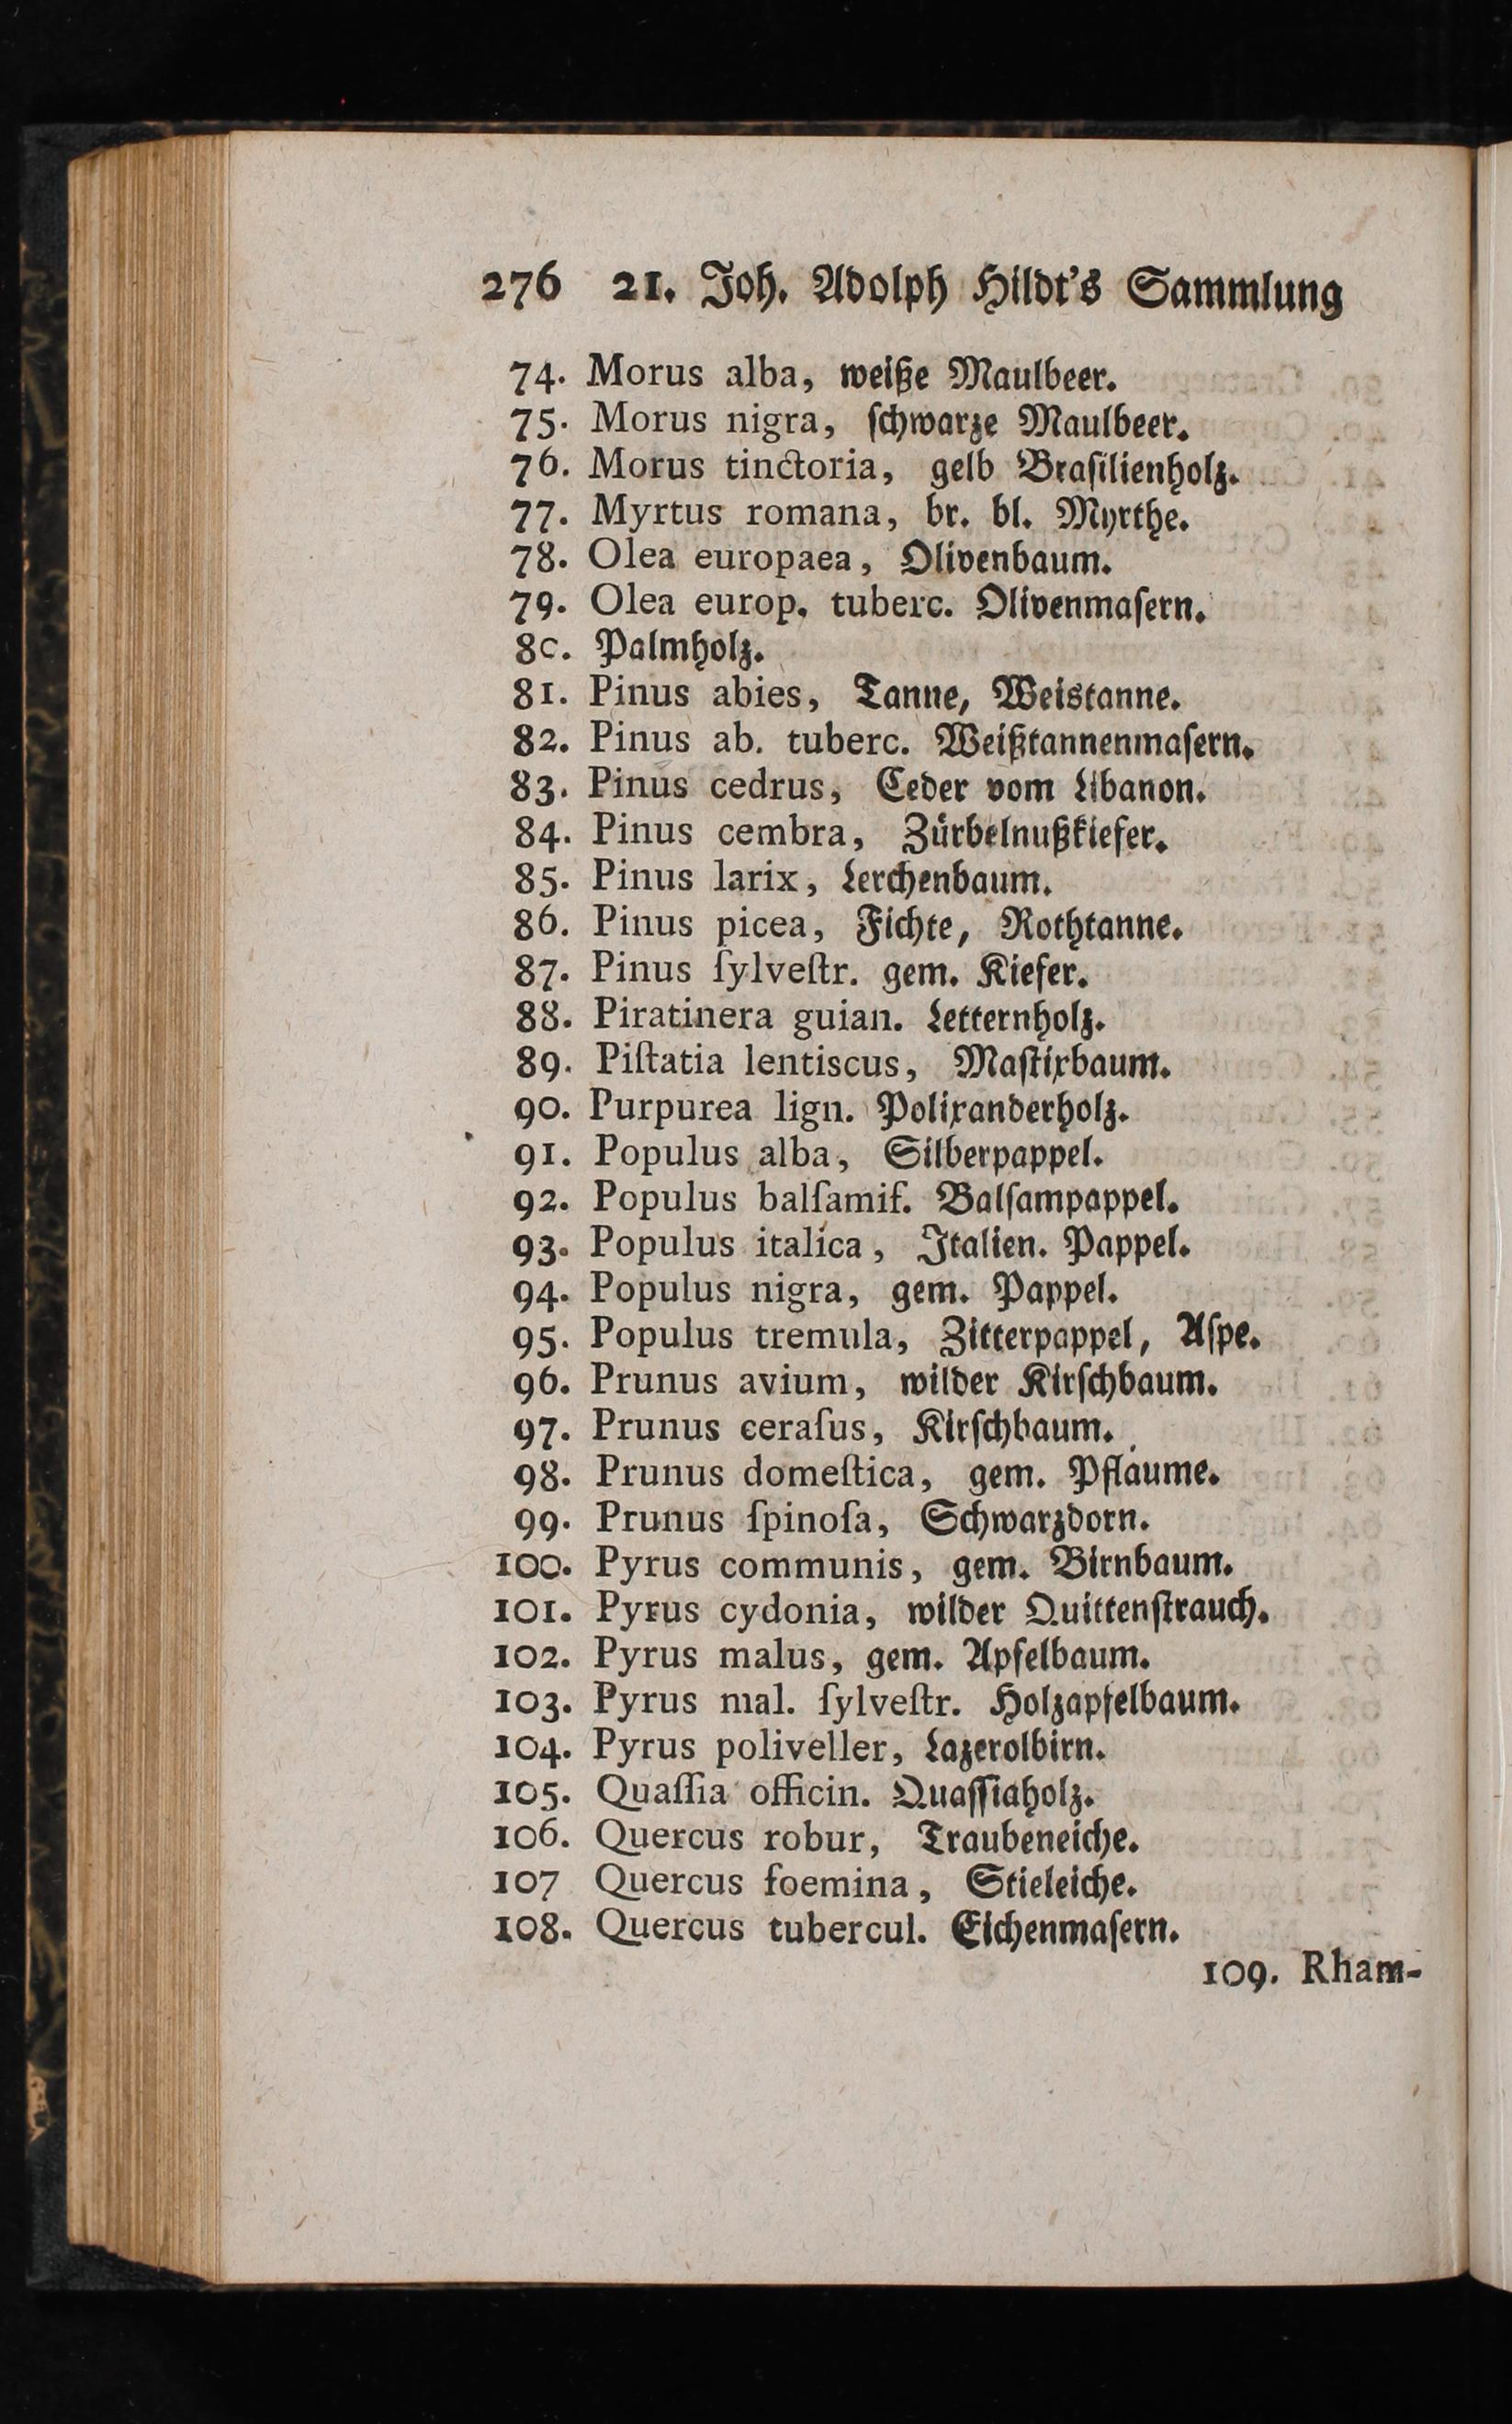 276 21. Joh. Adolph Hildt's Sammlung
74. Morus alba, weiße Maulbeer.
75. Morus nigra, ſchwarze Maulbeer.
76. Morus tinctoria, gelb Braſilienholz.
77. Myrtus romana, br. bl. Myrthe.
78. Olea europaea, Olivenbaum.
79. Olea europ. tuberc. Olivenmaſern.
80. Palmholz.
81. Pinus abies, Tanne, Weistanne.
82. Pinus ab. tuberc. Weißtannenmaſern.
83. Pinus cedrus, Ceder vom Libanon.
84. Pinus cembra, Zürbelnußkiefer.
85. Pinus larix, Lerchenbaum.
86. Pinus picea, Fichte, Rothtanne.
87. Pinus ſylveſtr. gem. Kiefer.
88. Piratinera guian. Letternholz.
89. Piſtatia lentiscus, Maſtixbaum.
90. Purpurea lign. Polixanderholz.
91. Populus alba, Silberpappel.
92. Populus balſamif. Balſampappel.
93. Populus italica, Italien. Pappel.
94. Populus nigra, gem. Pappel.
95. Populus tremula, Zitterpappel, Aſpe.
96. Prunus avium, wilder Kirſchbaum.
97. Prunus ceraſus, Kirſchbaum.
98. Prunus domeſtica, gem. Pflaume.
99. Prunus ſpinoſa, Schwarzdorn.
100. Pyrus communis, gem. Birnbaum.
101. Pyrus cydonia, wilder Quittenſtrauch.
102. Pyrus malus, gem. Apfelbaum.
103. Pyrus mal. ſylveſtr. Holzapfelbaum.
104. Pyrus poliveller, Lazerolbirn.
105. Quaſſia officin. Quaſſiaholz.
106. Quercus robur, Traubeneiche.
107 Quercus foemina, Stieleiche.
108. Quercus tubercul. Eichenmaſern.
109. Rham-